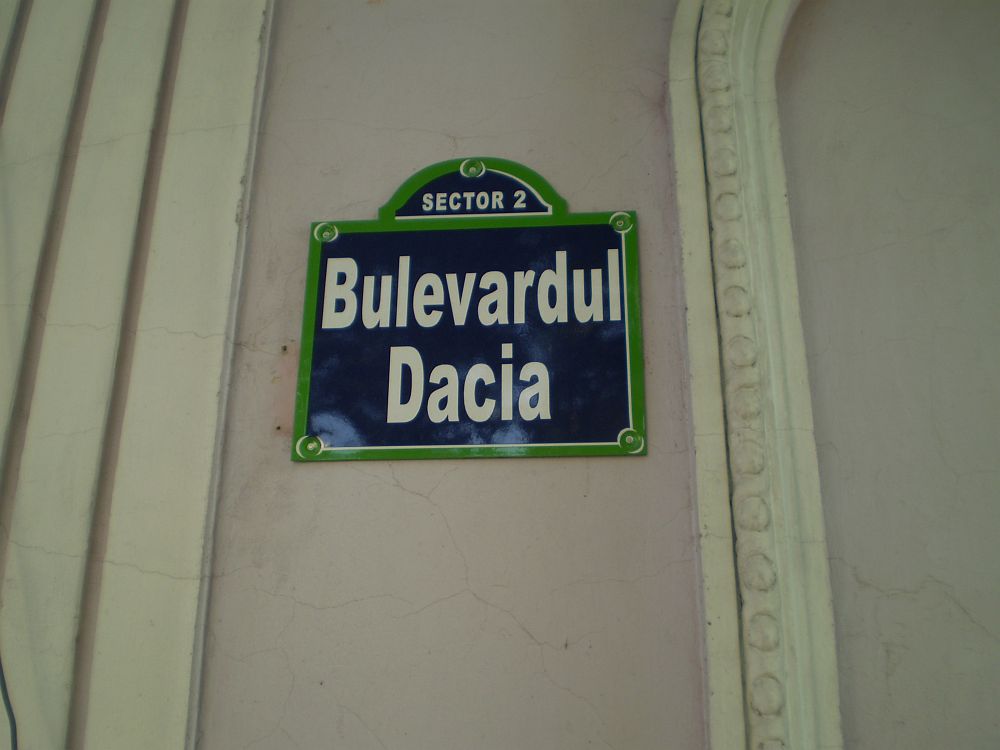 SECTOR 2
Bulevardul
Dacia